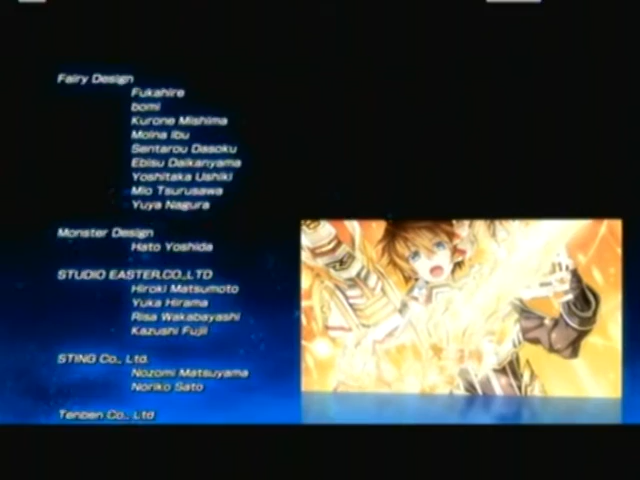 Fairy Design
Fukahire
bomi
Kurone Mishima
Moina Ibu
Sentarou Dasoku
Ebisu Daikanyama
Yoshitaka Ushiki
Mio Tsurusawa
Yuya Nagura
Monster Design
Hato Yoshida
STUDIO EASTER.CO.,LTD
Hiroki Matsumoto
Yuka Hirama
Risa Wakabayashi
Kazushi Fujii
STING Co., Ltd.
Nozomi Matsuyama
Noriko Sato
Tenben Co., Ltd